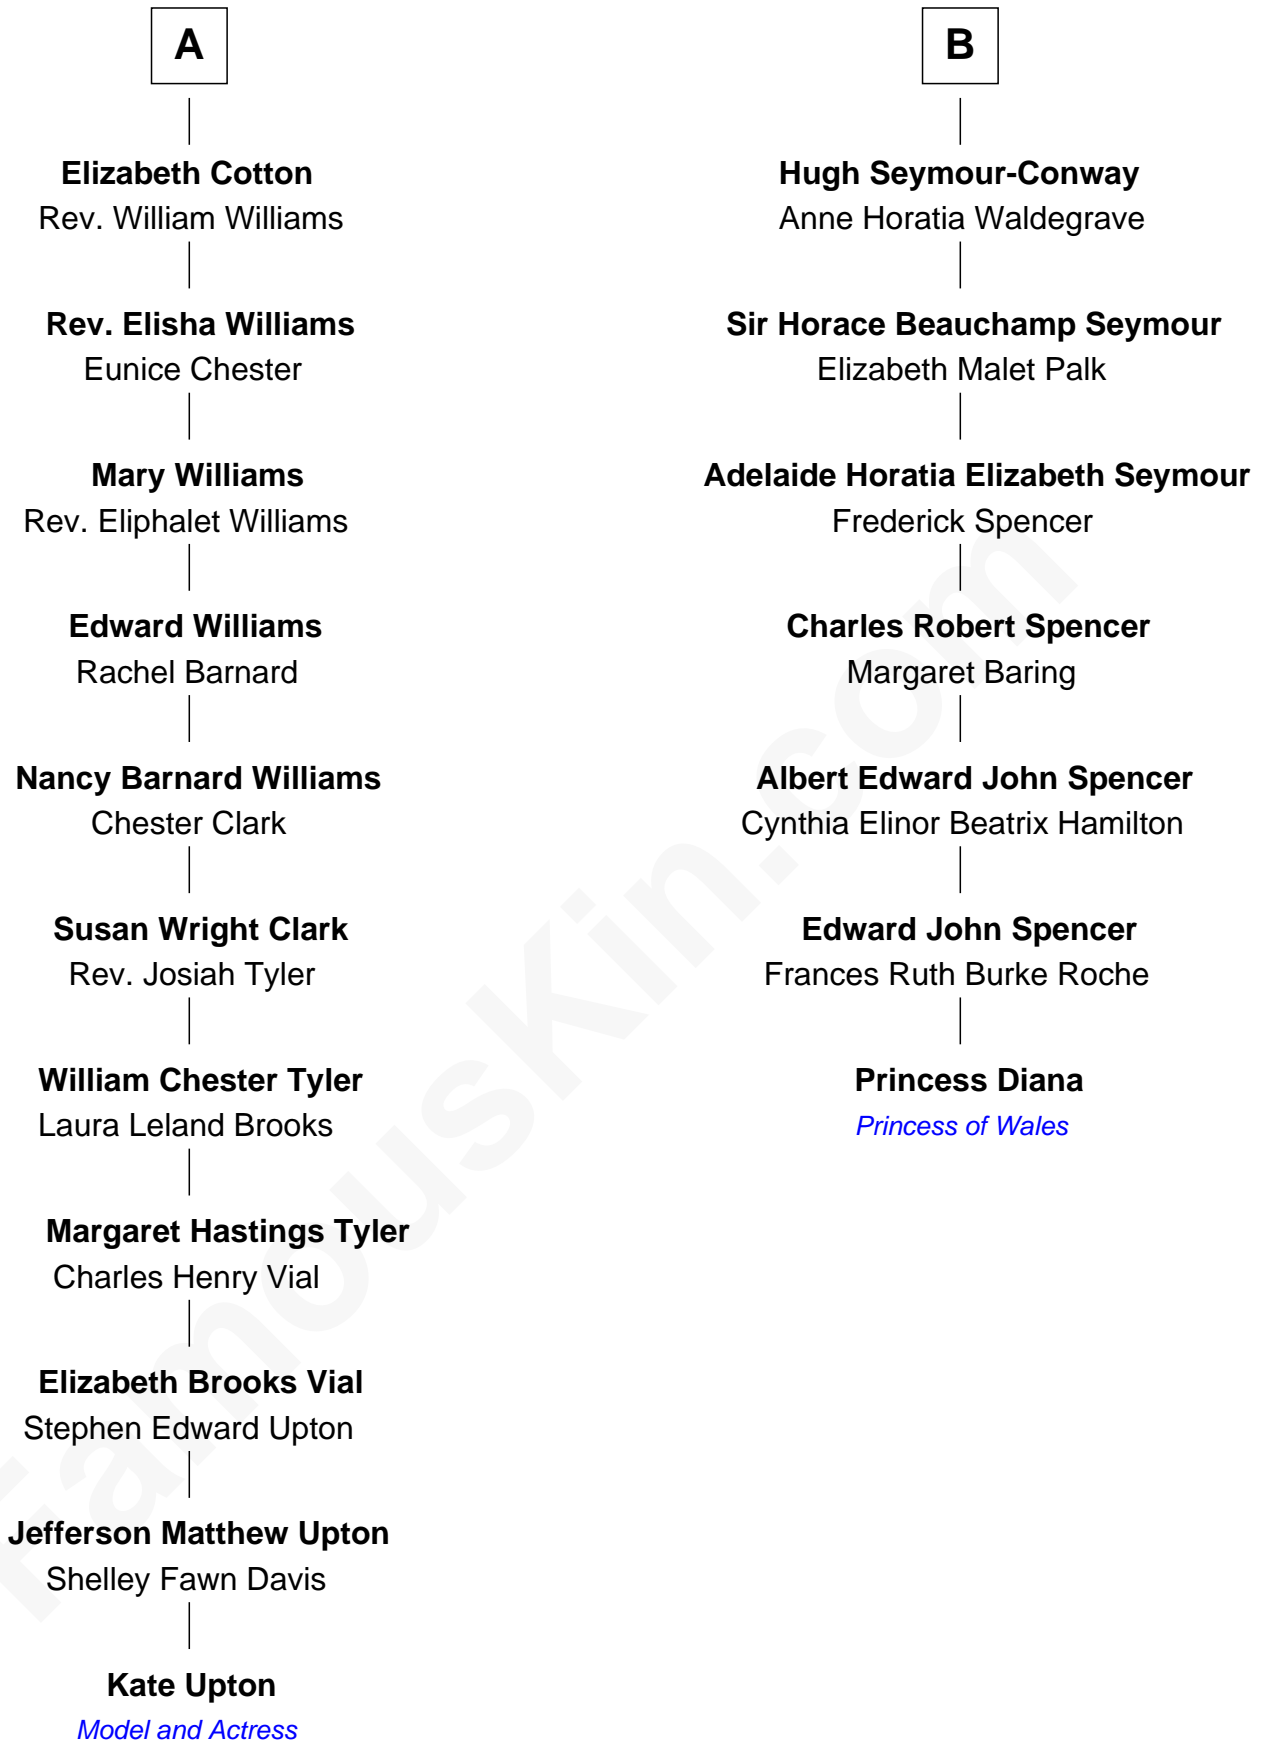 A
Elizabeth Cotton
Rev. William Williams
Rev. Elisha Williams
Eunice Chester
Mary Williams
Rev. Eliphalet Williams
Edward Williams
Rachel Barnard
Nancy Barnard Williams
Chester Clark
Susan Wright Clark
Rev. Josiah Tyler
William Chester Tyler
Laura Leland Brooks
Margaret Hastings Tyler
Charles Henry Vial
Elizabeth Brooks Vial
Stephen Edward Upton
Jefferson Matthew Upton
Shelley Fawn Davis
Kate Upton
Model and Actress
B
Hugh Seymour-Conway
Anne Horatia Waldegrave
Sir Horace Beauchamp Seymour
Elizabeth Malet Palk
Adelaide Horatia Elizabeth Seymour
Frederick Spencer
Charles Robert Spencer
Margaret Baring
Albert Edward John Spencer
Cynthia Elinor Beatrix Hamilton
Edward John Spencer
Frances Ruth Burke Roche
Princess Diana
Princess of Wales
FamousKin.com